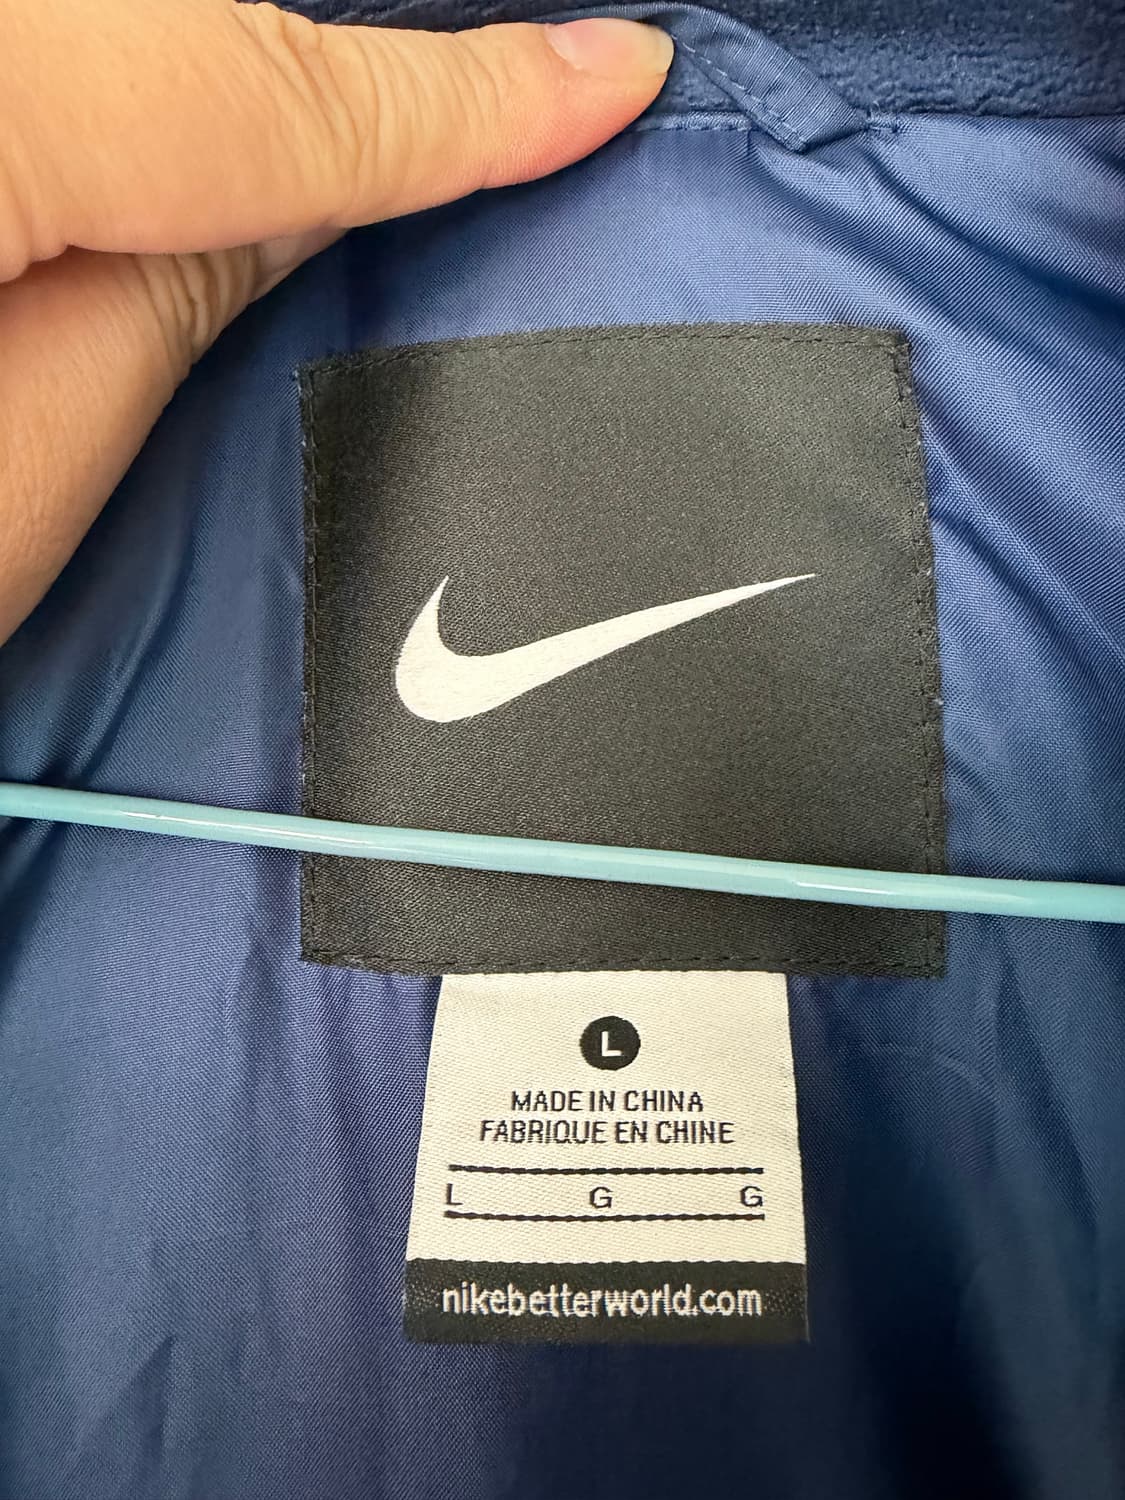 L
MADE IN CHINA
FABRIQUE EN CHINE
L G G
nikebetterworld.com